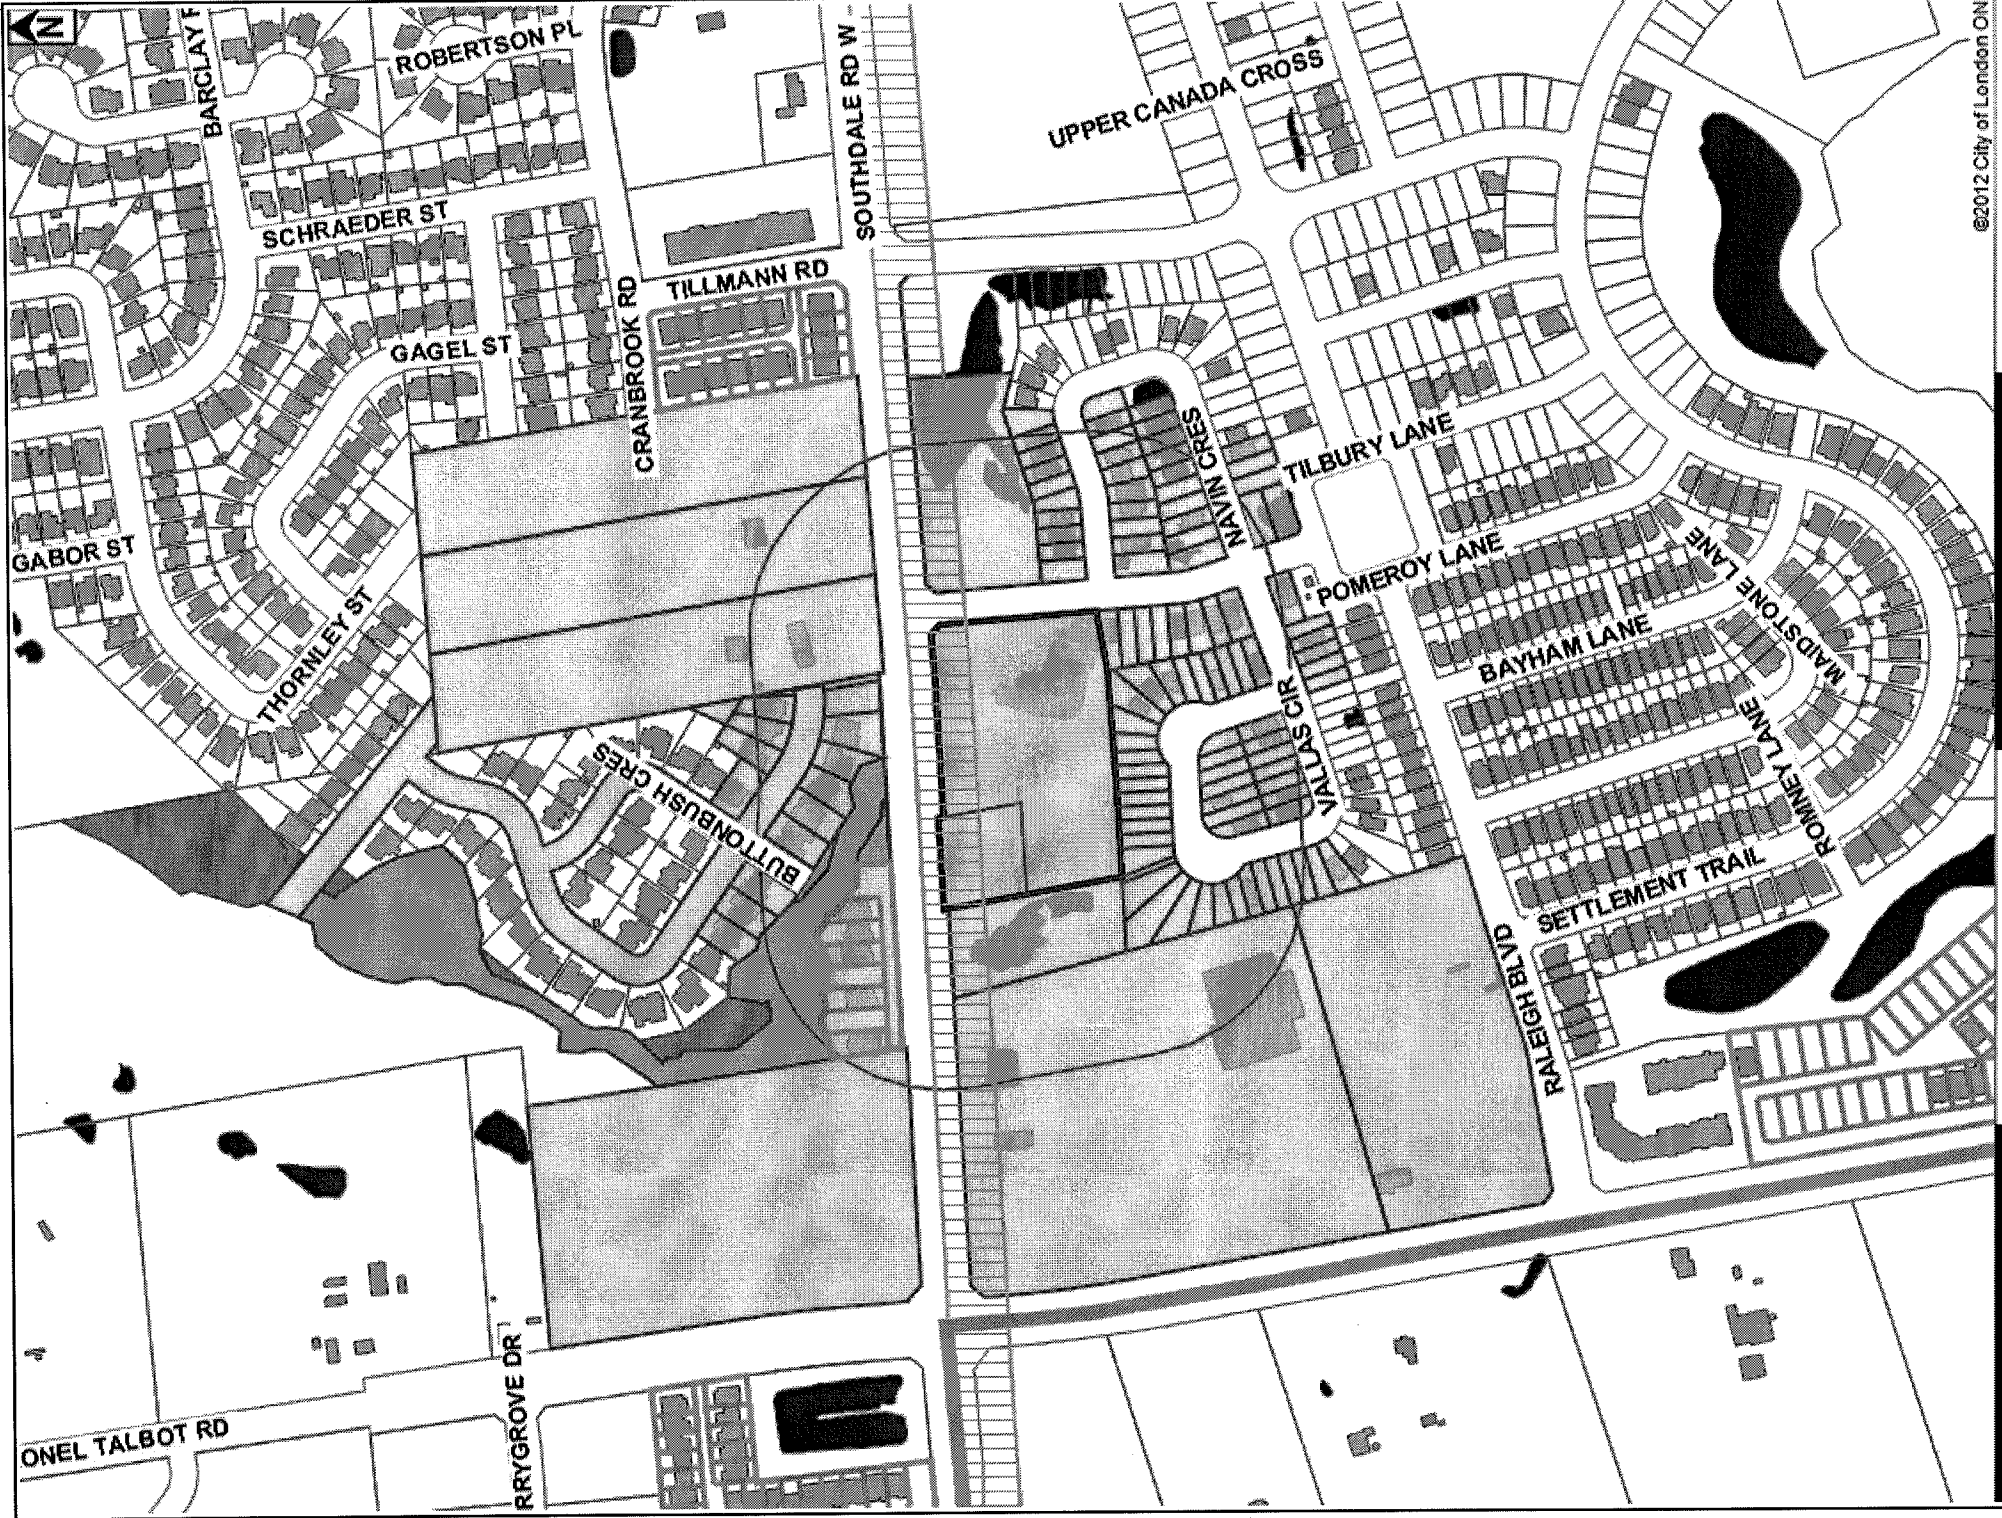 N
BARCLAY
ROBERTSON PL
SOUTHDALE RD W
UPPER CANADA CROSS
©2012 City of London ON
SCHRAEDER ST
TILLMANN RD
GAGEL ST
CRANBROOK RD
NAVIN CRES
TILBURY LANE
GABOR ST
THORNLEY ST
POMEROY LANE
MAIDSTONE LANE
BAYHAM LANE
BUTTONBUSH CRES
VALLAS CIR
ROMNEY LANE
SETTLEMENT TRAIL
RALEIGH BLVD
ONEL TALBOT RD
RRYGROVE DR